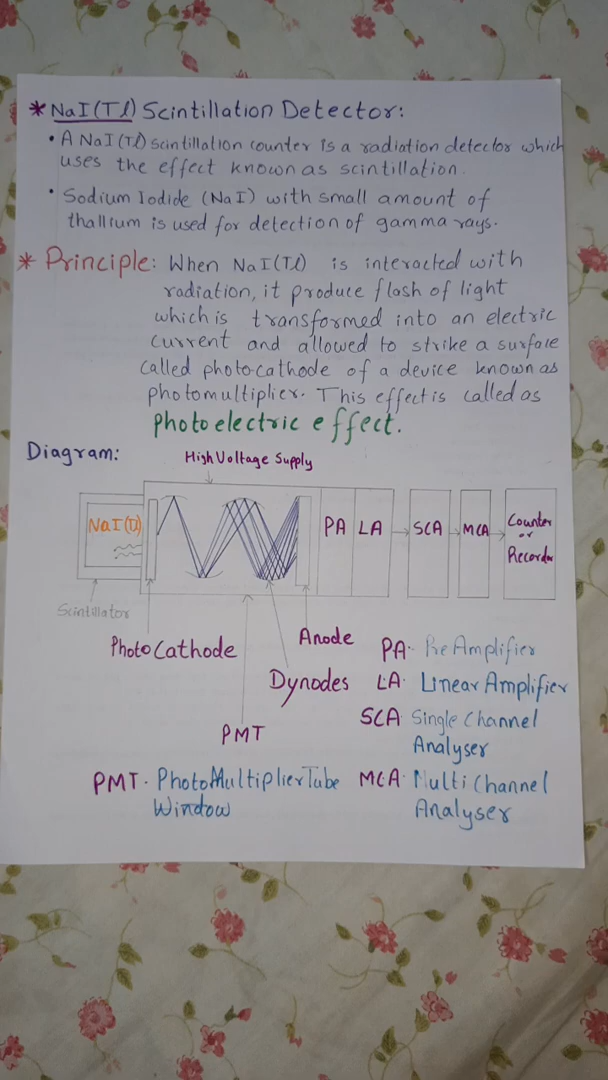 * NaI(Tl) Scintillation Detector:
• A NaI(Tl) scintillation counter is a radiation detector which
uses the effect known as scintillation.
• Sodium Iodide (NaI) with small amount of
thallium is used for detection of gamma rays.
* Principle: When NaI(Tl) is interacted with
radiation, it produce flash of light
which is transformed into an electric
current and allowed to strike a surface
called photocathode of a device known as
photomultiplier. This effect is called as
photoelectric effect.
Diagram:
High Voltage Supply
NaI(Tl)
PA LA SCA MCA Counter
or
Recorder
Scintillator
Photo Cathode
Anode
Dynodes
PMT
PA- Pre Amplifier
LA- Linear Amplifier
SCA- Single Channel
Analyser
PMT- PhotoMultiplierTube
Window
MCA- Multi Channel
Analyser